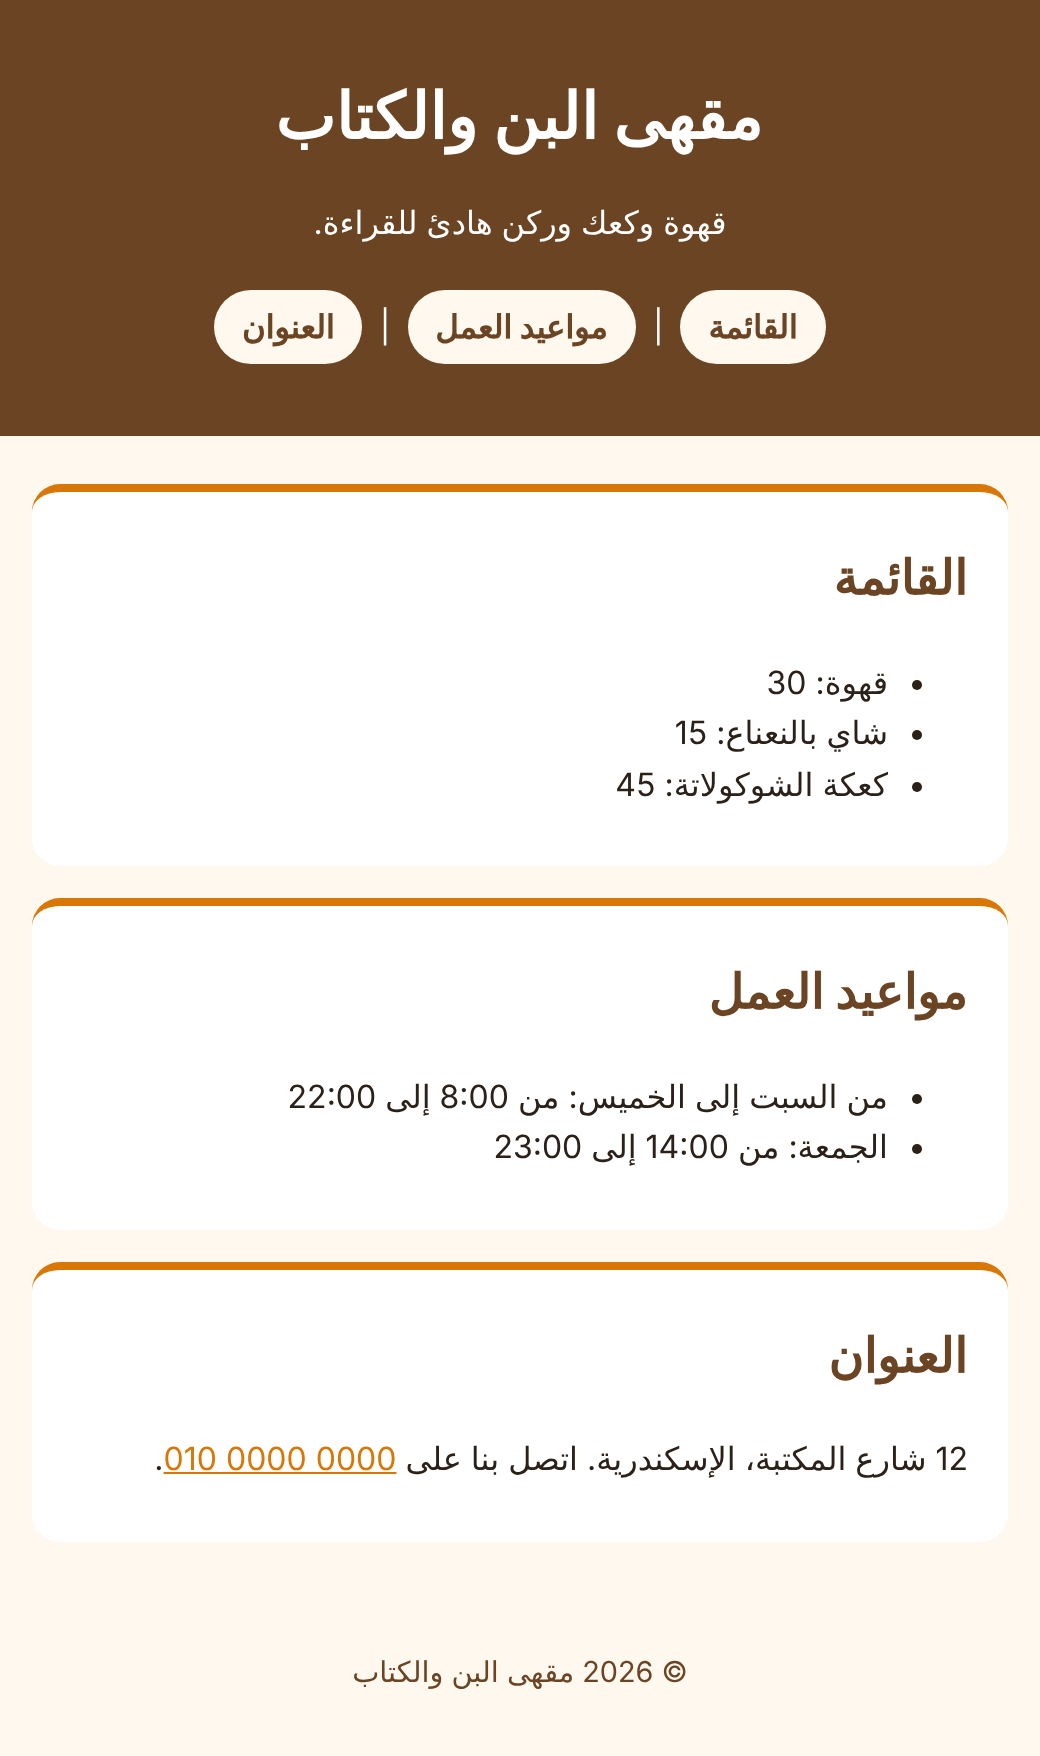 مقهى البن والكتاب
قهوة وكعك وركن هادئ للقراءة.
القائمة | مواعيد العمل | العنوان
القائمة
• قهوة: 30
• شاي بالنعناع: 15
• كعكة الشوكولاتة: 45
مواعيد العمل
• من السبت إلى الخميس: من 8:00 إلى 22:00
• الجمعة: من 14:00 إلى 23:00
العنوان
12 شارع المكتبة، الإسكندرية. اتصل بنا على 010 0000 0000.
© 2026 مقهى البن والكتاب